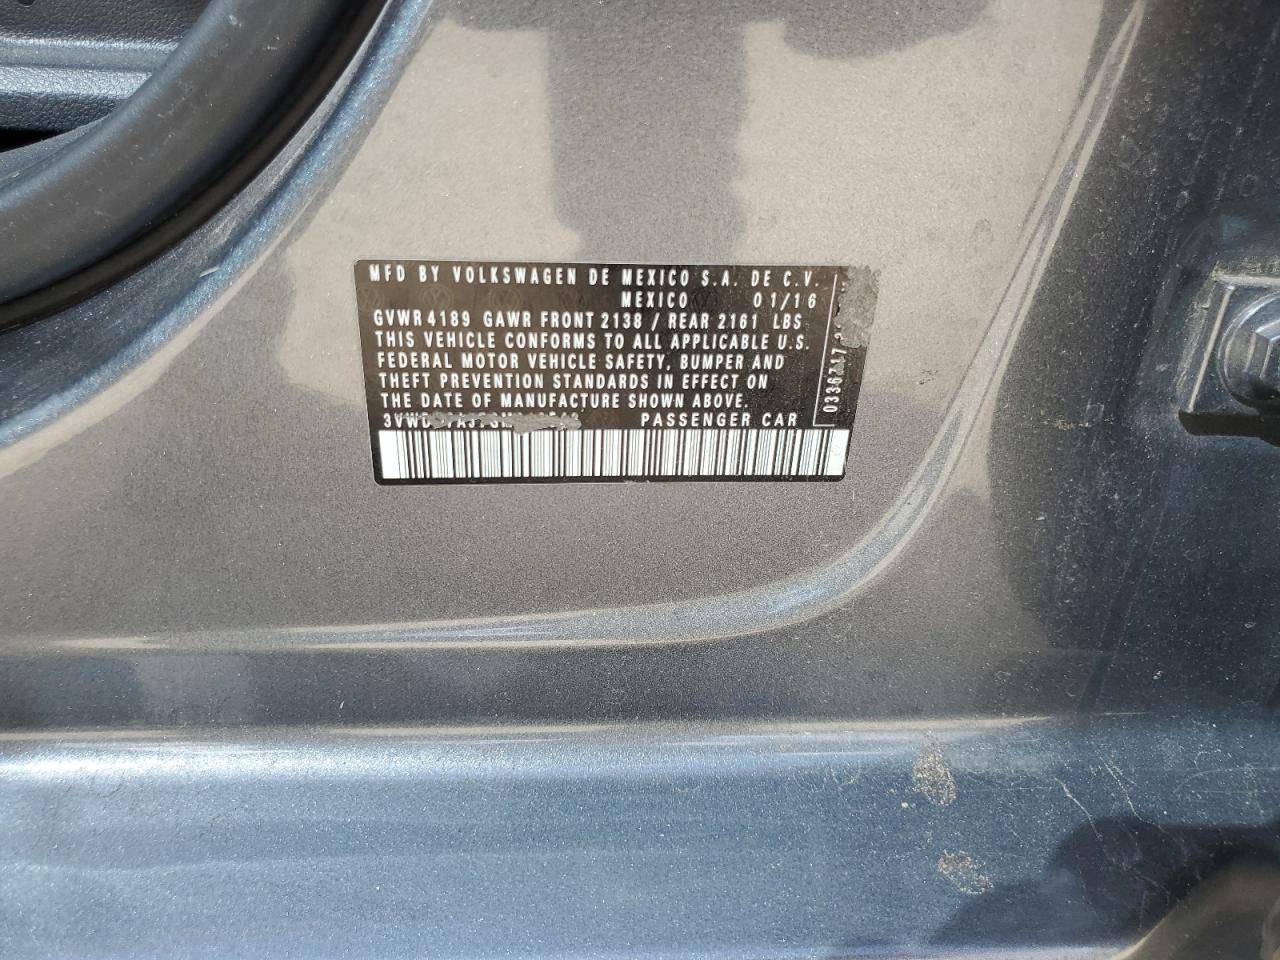 MFD BY VOLKSWAGEN DE MEXICO S.A. DE C.V.
MEXICO 01/16
GVWR 4189 GAWR FRONT 2138 / REAR 2161 LBS
THIS VEHICLE CONFORMS TO ALL APPLICABLE U.S.
FEDERAL MOTOR VEHICLE SAFETY, BUMPER AND
THEFT PREVENTION STANDARDS IN EFFECT ON
THE DATE OF MANUFACTURE SHOWN ABOVE.
PASSENGER CAR